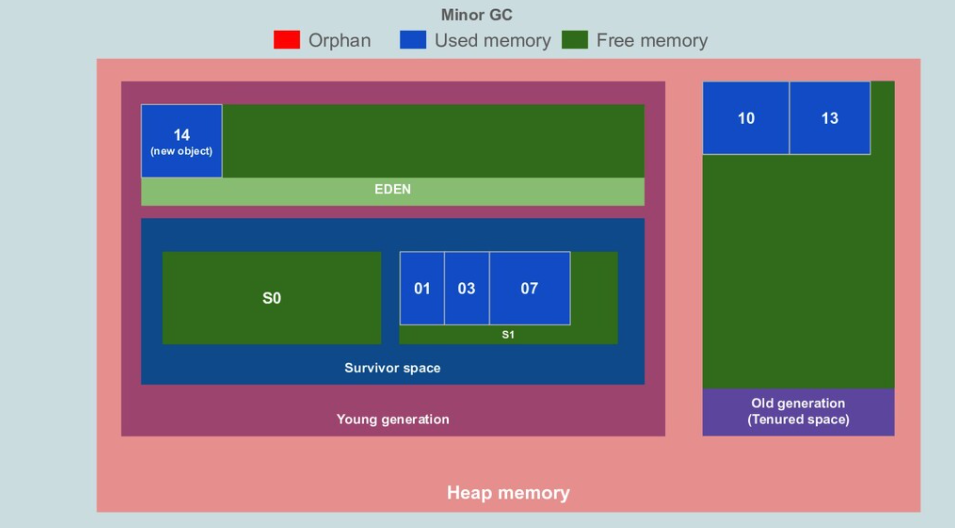 Minor GC
Orphan Used memory Free memory
14
(new object)
EDEN
S0
01 03 07
S1
Survivor space
Young generation
10 13
Old generation
(Tenured space)
Heap memory